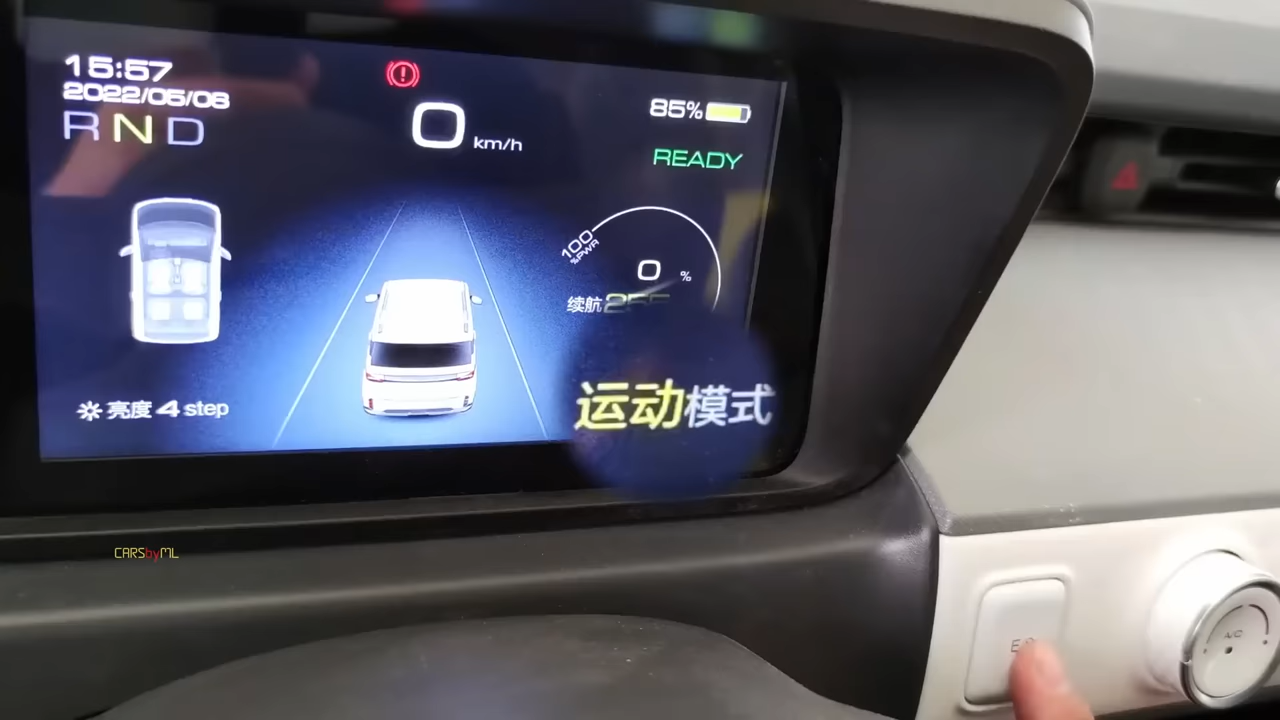 15:57
2022/05/06
R N D
0 km/h
85%
READY
100
%PWR
0 %
续航
运动模式
亮度 4 step
CARSbyML
A/C